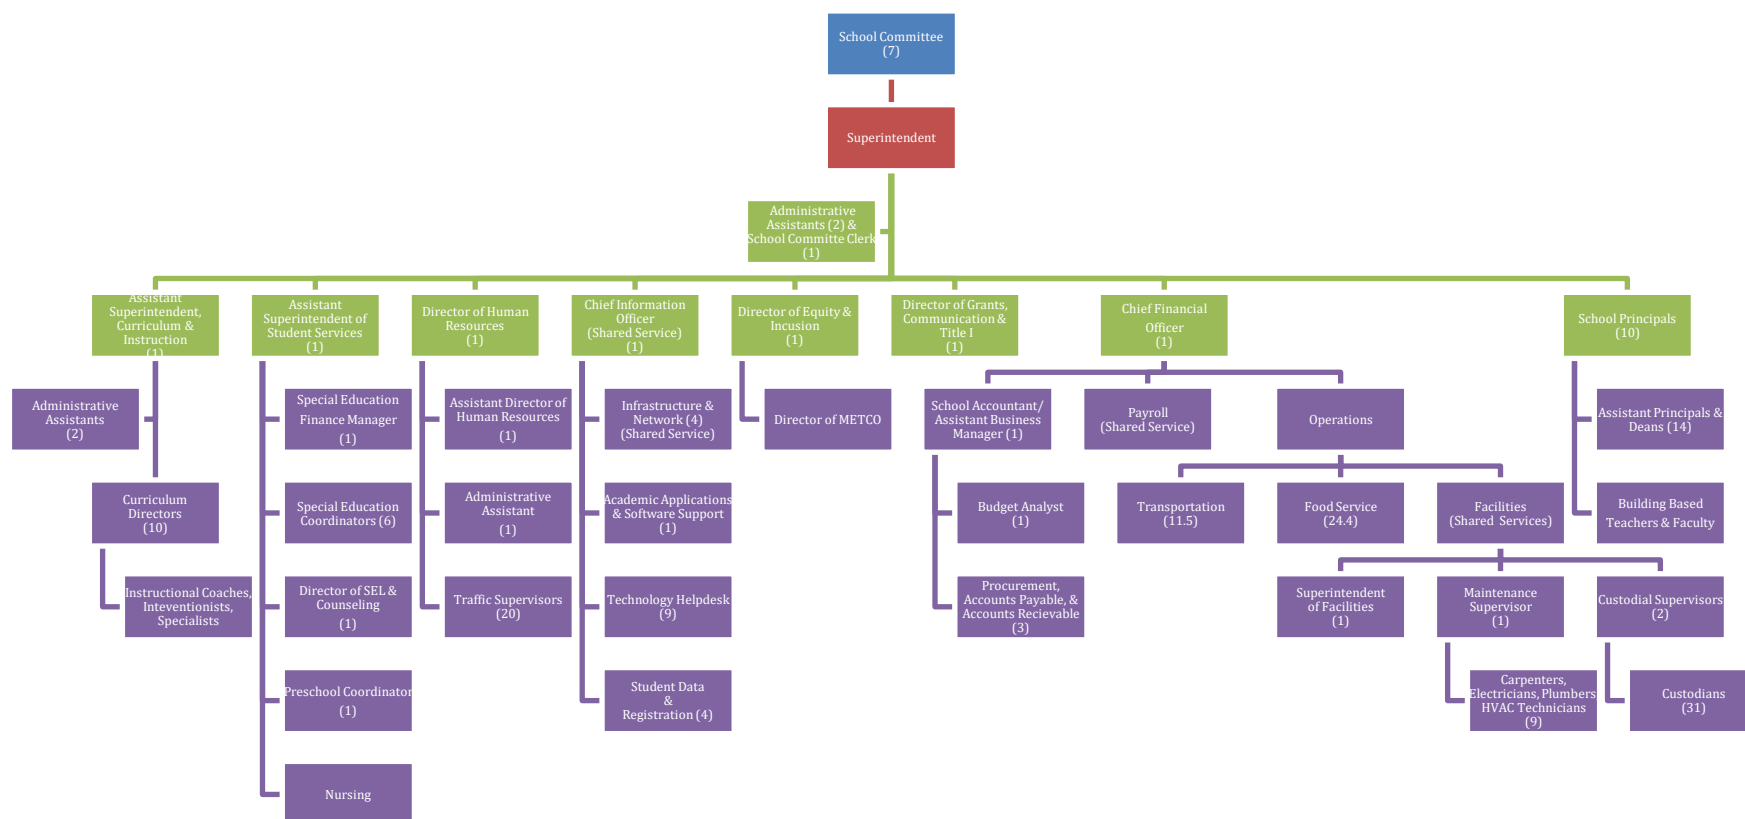 School Committee
(7)
Superintendent
Administrative
Assistants (2) &
School Committe Clerk
(1)
Assistant
Superintendent,
Curriculum &
Instruction
(1)
Assistant
Superintendent of
Student Services
(1)
Director of Human
Resources
(1)
Chief Information
Officer
(Shared Service)
(1)
Director of Equity &
Incusion
(1)
Director of Grants,
Communication &
Title I
(1)
Chief Financial
Officer
(1)
School Principals
(10)
Administrative
Assistants
(2)
Special Education
Finance Manager
(1)
Assistant Director of
Human Resources
(1)
Infrastructure &
Network (4)
(Shared Service)
Director of METCO
School Accountant/
Assistant Business
Manager (1)
Payroll
(Shared Service)
Operations
Assistant Principals &
Deans (14)
Curriculum
Directors
(10)
Special Education
Coordinators (6)
Administrative
Assistant
(1)
Academic Applications
& Software Support
(1)
Budget Analyst
(1)
Transportation
(11.5)
Food Service
(24.4)
Facilities
(Shared Services)
Building Based
Teachers & Faculty
Instructional Coaches,
Inteventionists,
Specialists
Director of SEL &
Counseling
(1)
Traffic Supervisors
(20)
Technology Helpdesk
(9)
Procurement,
Accounts Payable, &
Accounts Recievable
(3)
Superintendent
of Facilities
(1)
Maintenance
Supervisor
(1)
Custodial Supervisors
(2)
Preschool Coordinator
(1)
Student Data
&
Registration (4)
Carpenters,
Electricians, Plumbers
HVAC Technicians
(9)
Custodians
(31)
Nursing